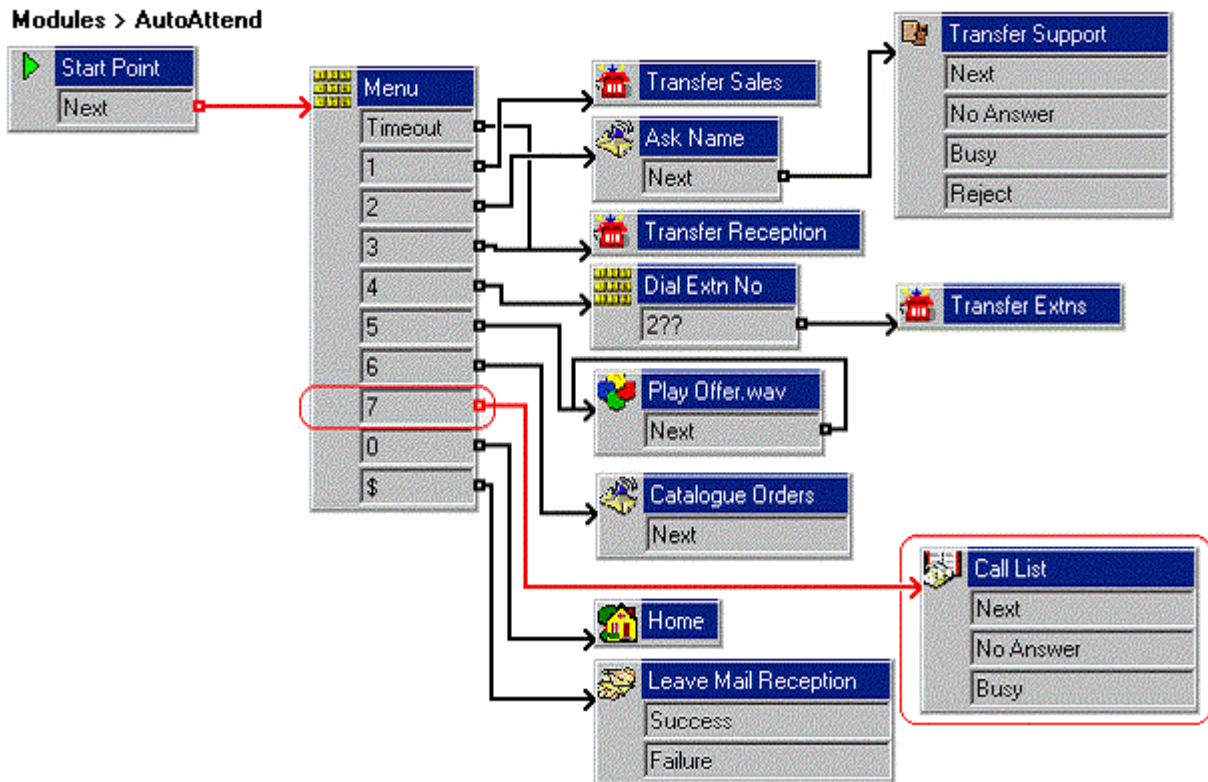 Modules > AutoAttend
Start Point
Next
Menu
Timeout
1
2
3
4
5
6
7
0
$
Transfer Sales
Ask Name
Next
Transfer Reception
Dial Extn No
2??
Play Offer.wav
Next
Catalogue Orders
Next
Home
Leave Mail Reception
Success
Failure
Transfer Support
Next
No Answer
Busy
Reject
Transfer Extns
Call List
Next
No Answer
Busy